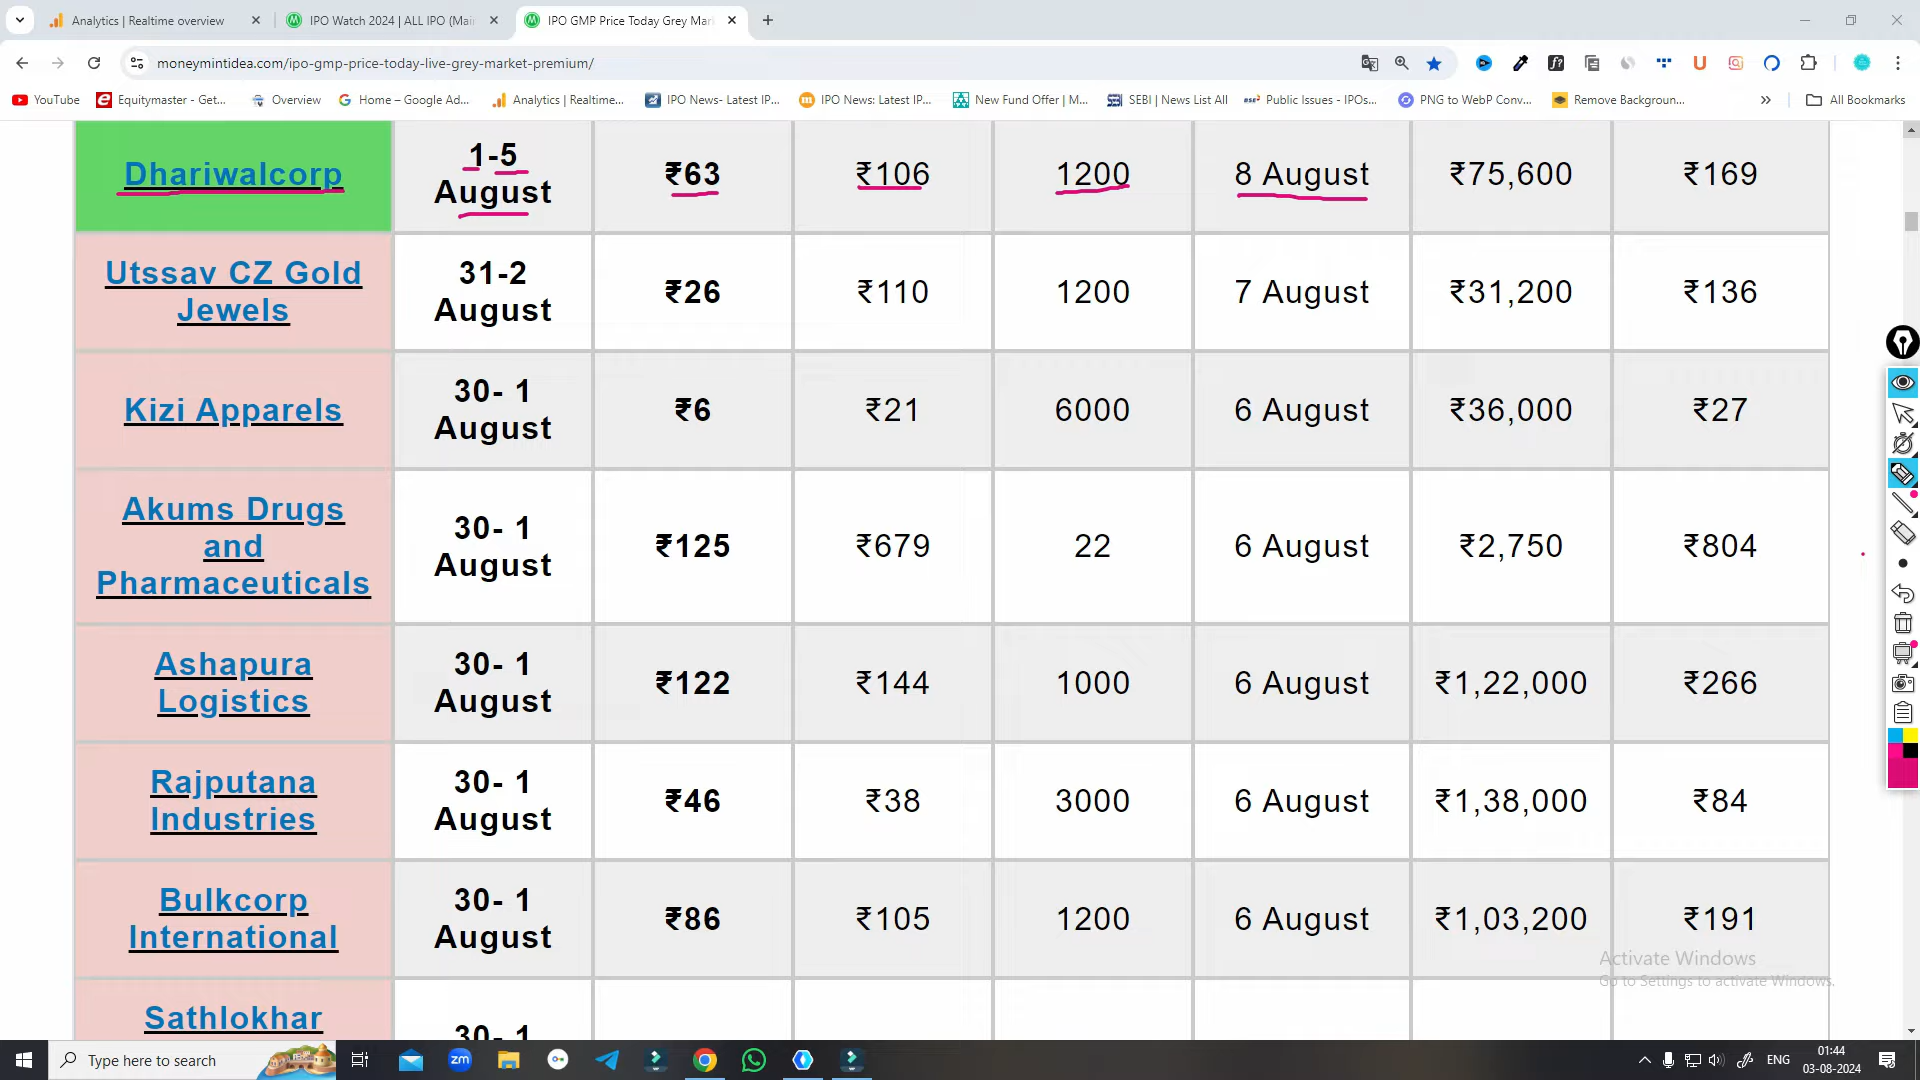 Analytics | Realtime overview
IPO Watch 2024 | ALL IPO (Mai
IPO GMP Price Today Grey Mar
moneymintidea.com/ipo-gmp-price-today-live-grey-market-premium/
YouTube
Equitymaster - Get...
Overview
Home – Google Ad...
Analytics | Realtime...
IPO News- Latest IP...
IPO News: Latest IP...
New Fund Offer | M...
SEBI | News List All
Public Issues - IPOs...
PNG to WebP Conv...
Remove Backgroun...
All Bookmarks
Dhariwalcorp
1-5
August
₹63
₹106
1200
8 August
₹75,600
₹169
Utssav CZ Gold
Jewels
31-2
August
₹26
₹110
1200
7 August
₹31,200
₹136
Kizi Apparels
30- 1
August
₹6
₹21
6000
6 August
₹36,000
₹27
Akums Drugs
and
Pharmaceuticals
30- 1
August
₹125
₹679
22
6 August
₹2,750
₹804
Ashapura
Logistics
30- 1
August
₹122
₹144
1000
6 August
₹1,22,000
₹266
Rajputana
Industries
30- 1
August
₹46
₹38
3000
6 August
₹1,38,000
₹84
Bulkcorp
International
30- 1
August
₹86
₹105
1200
6 August
₹1,03,200
₹191
Sathlokhar
30- 1
Activate Windows
Go to Settings to activate Windows.
Type here to search
ENG
01:44
03-08-2024